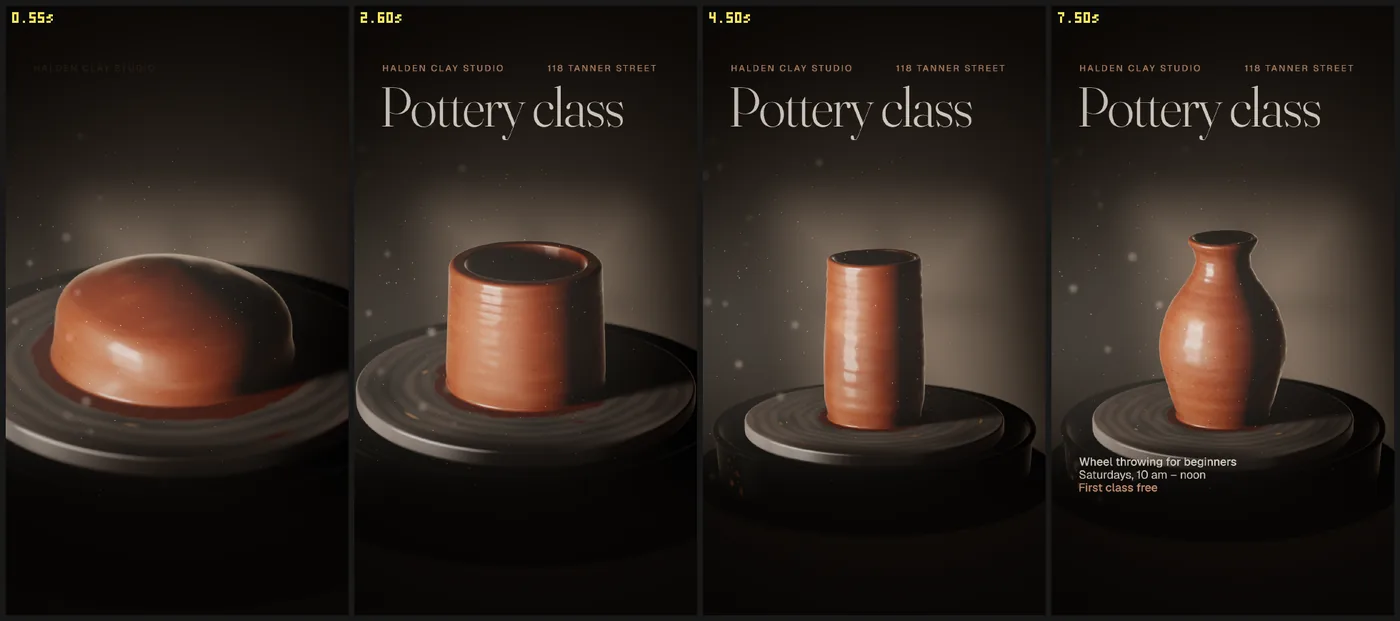 0.55s
HALDEN CLAY STUDIO
2.60s
HALDEN CLAY STUDIO 118 TANNER STREET
Pottery class
4.50s
HALDEN CLAY STUDIO 118 TANNER STREET
Pottery class
7.50s
HALDEN CLAY STUDIO 118 TANNER STREET
Pottery class
Wheel throwing for beginners
Saturdays, 10 am – noon
First class free